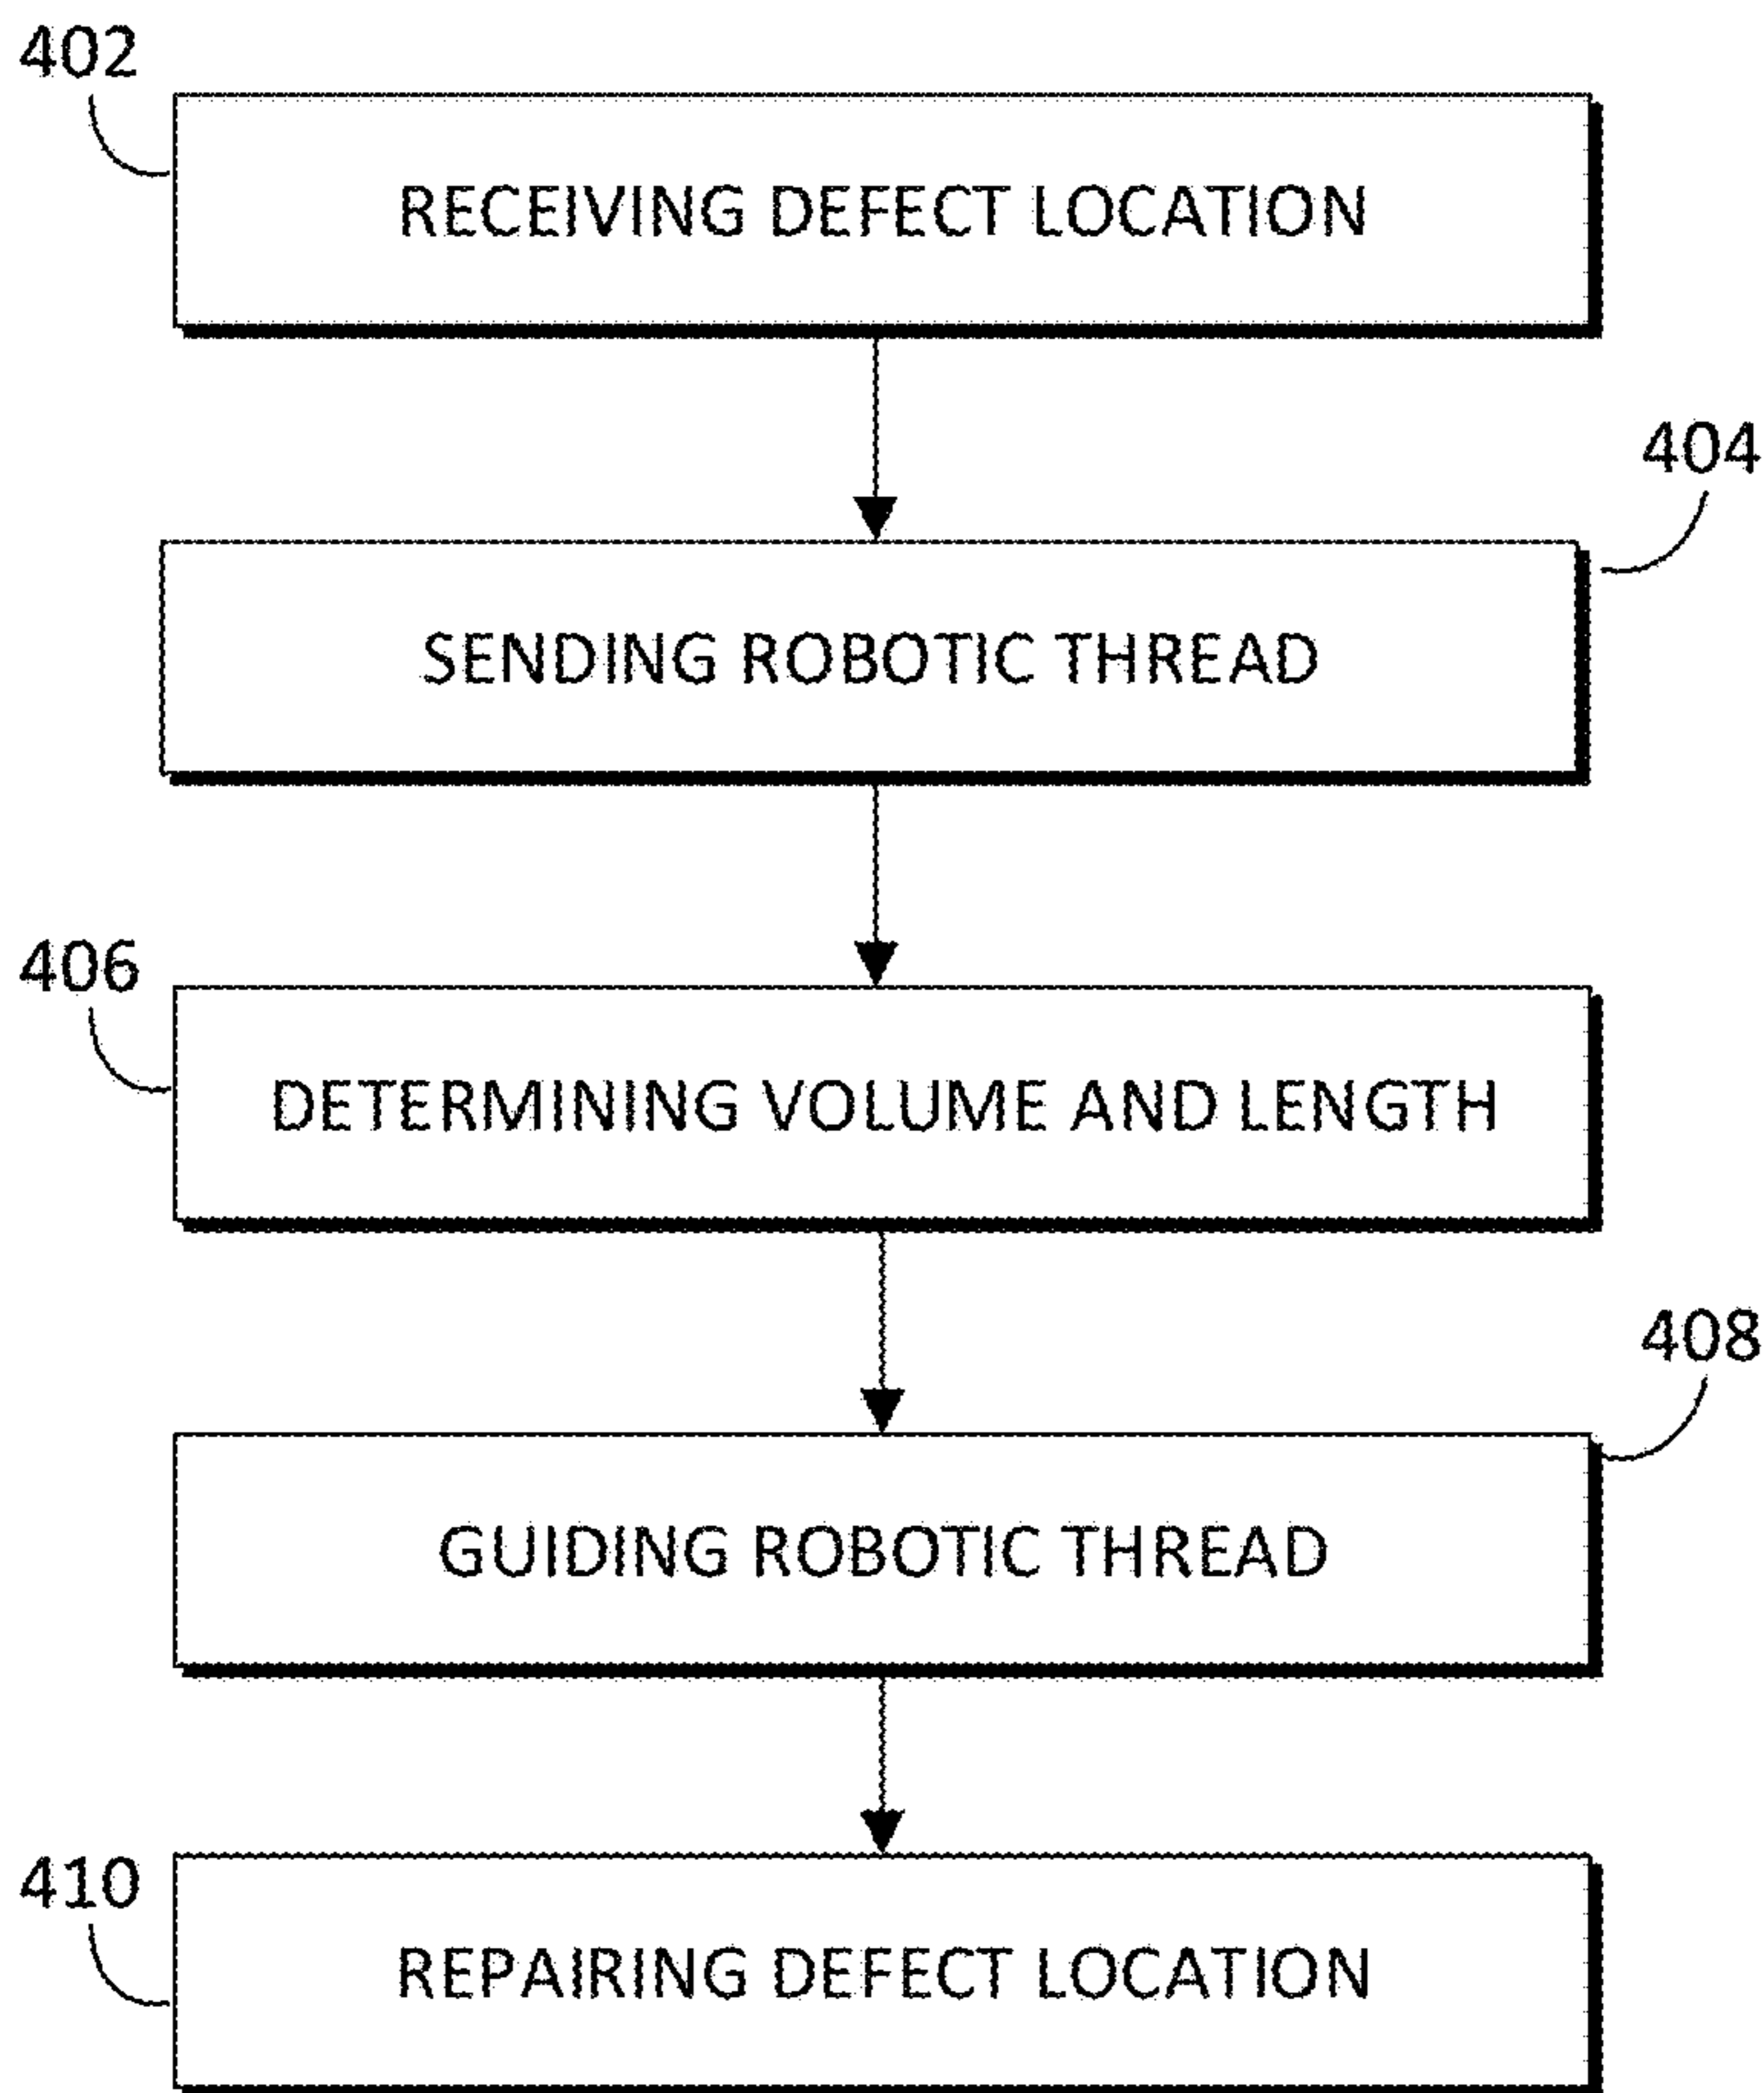 402
RECEIVING DEFECT LOCATION
404
SENDING ROBOTIC THREAD
406
DETERMINING VOLUME AND LENGTH
408
GUIDING ROBOTIC THREAD
410
REPAIRING DEFECT LOCATION